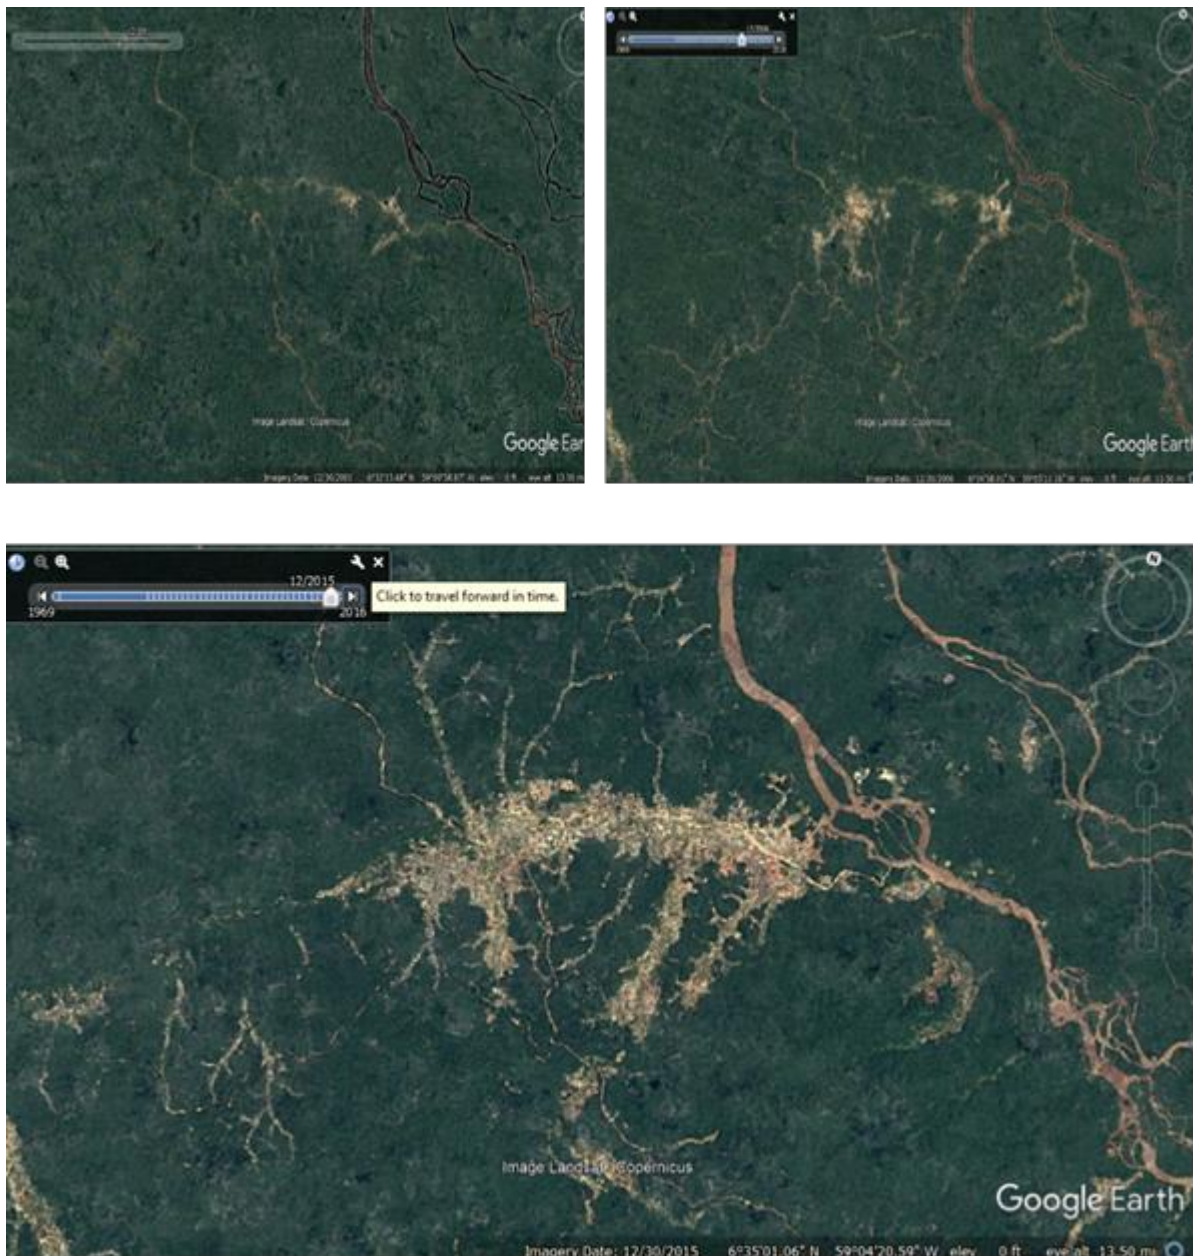 Image Landsat / Copernicus
Google Ear
Image Landsat / Copernicus
Google Earth
12/2015
Click to travel forward in time.
1969
2016
Image Landsat / Copernicus
Google Earth
Imagery Date: 12/30/2015 6°35'01.06" N 59°04'20.59" W elev 0 ft eye alt 13.50 mi